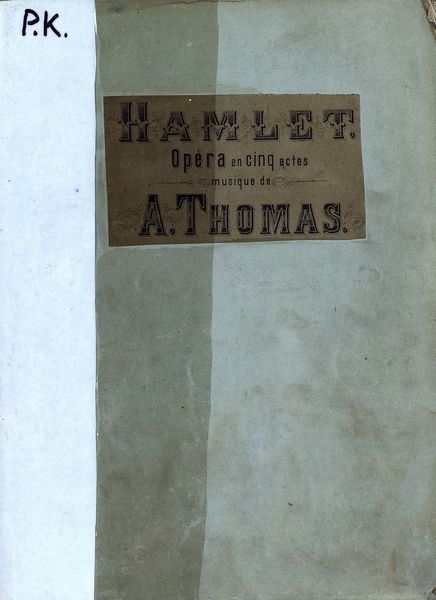 P.K.
HAMLET.
Opéra en cinq actes
musique de
A. THOMAS.